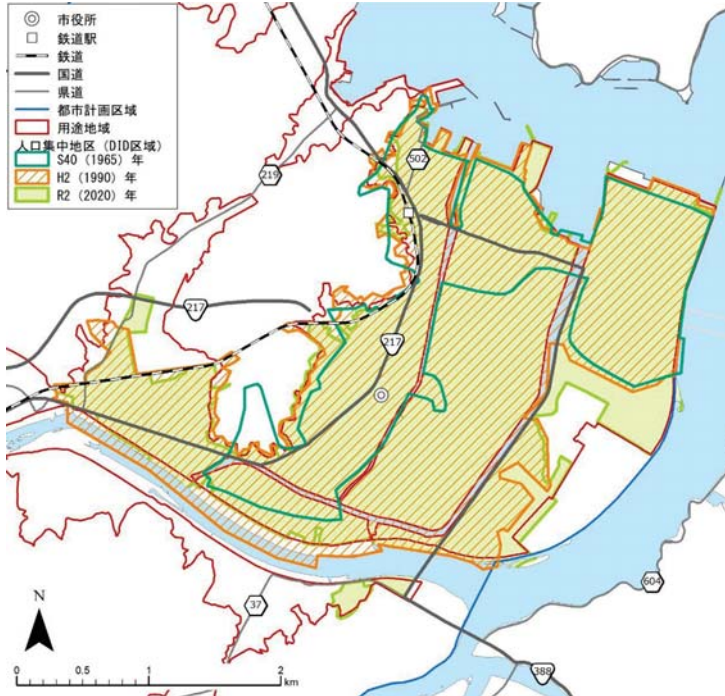 市役所
鉄道駅
鉄道
国道
県道
都市計画区域
用途地域
人口集中地区（DID区域）
S40（1965）年
H2（1990）年
R2（2020）年
502
219
217
217
604
37
388
N
0 0.5 1 2
km